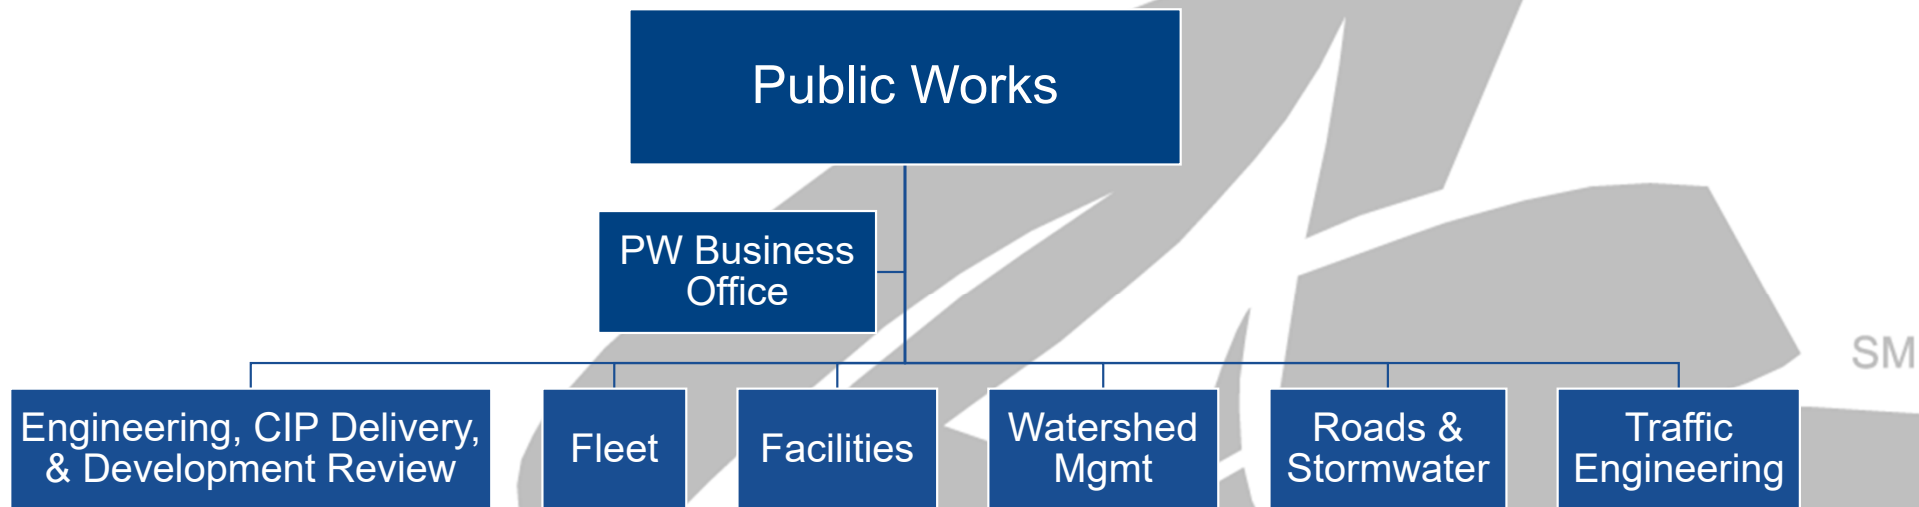 Public Works
PW Business
Office
SM
Engineering, CIP Delivery,
& Development Review
Fleet
Facilities
Watershed
Mgmt
Roads &
Stormwater
Traffic
Engineering